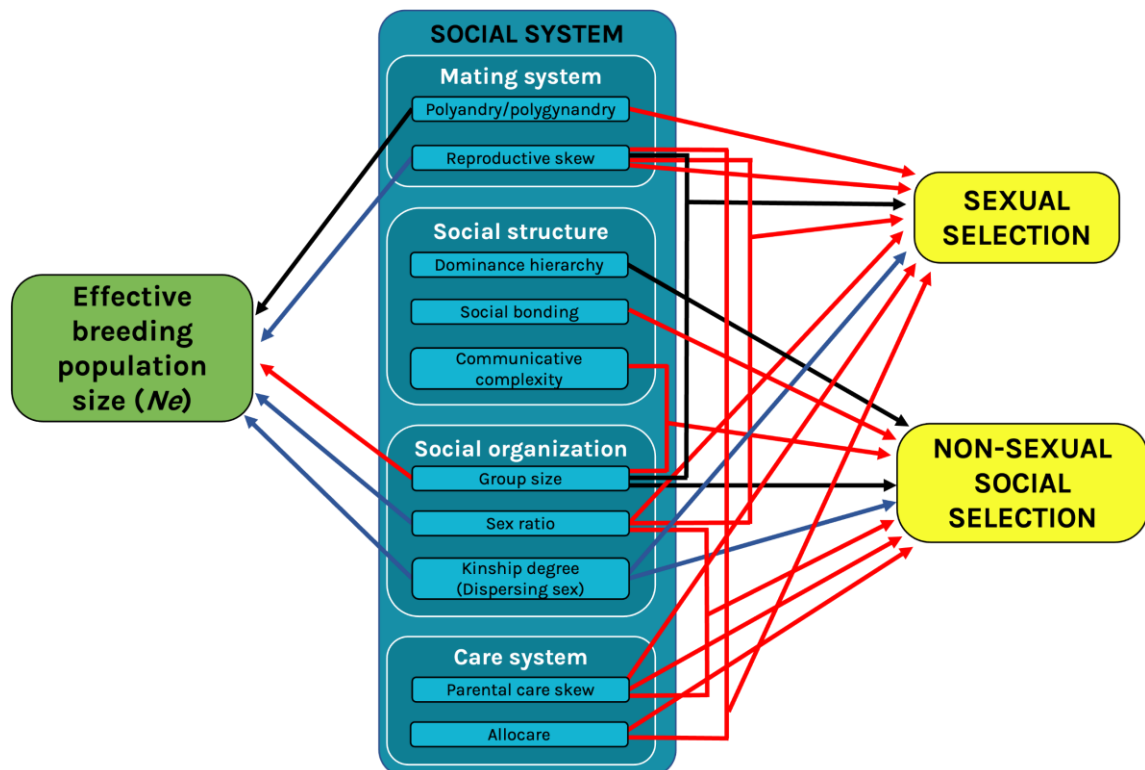 SOCIAL SYSTEM
Mating system
Polyandry/polygynandry
Reproductive skew
Social structure
Dominance hierarchy
Social bonding
Communicative
complexity
Social organization
Group size
Sex ratio
Kinship degree
(Dispersing sex)
Care system
Parental care skew
Allocare
Effective
breeding
population
size (Ne)
SEXUAL
SELECTION
NON-SEXUAL
SOCIAL
SELECTION